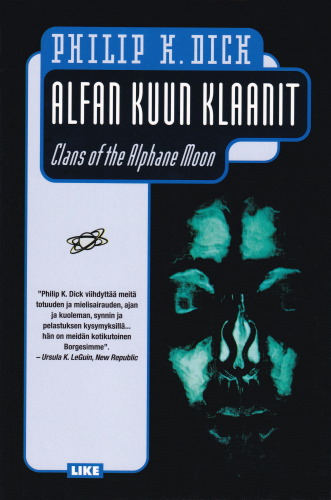 PHILIP K. DICK
ALFAN KUUN KLAANIT
Clans of the Alphane Moon
"Philip K. Dick viihdyttää meitä
totuuden ja mielisairauden, ajan
ja kuoleman, synnin ja
pelastuksen kysymyksillä...
hän on meidän kotikutoinen
Borgesimme".
– Ursula K. LeGuin, New Republic
LIKE